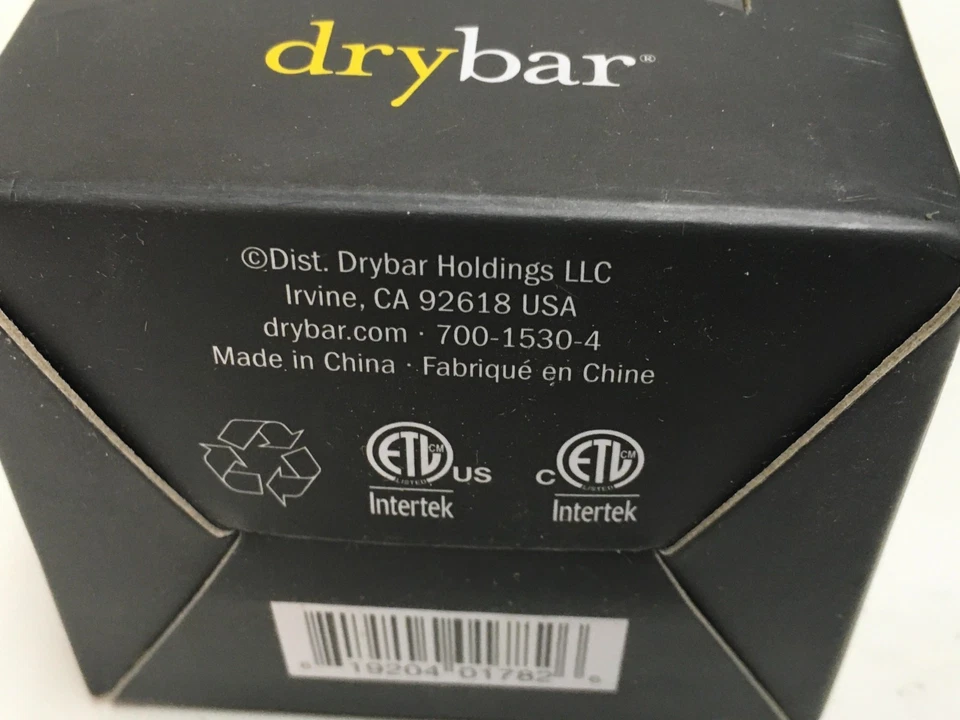 drybar®
©Dist. Drybar Holdings LLC
Irvine, CA 92618 USA
drybar.com · 700-1530-4
Made in China · Fabriqué en Chine
ETL CM US
LISTED
Intertek
C ETL CM
LISTED
Intertek
19204 01782 6